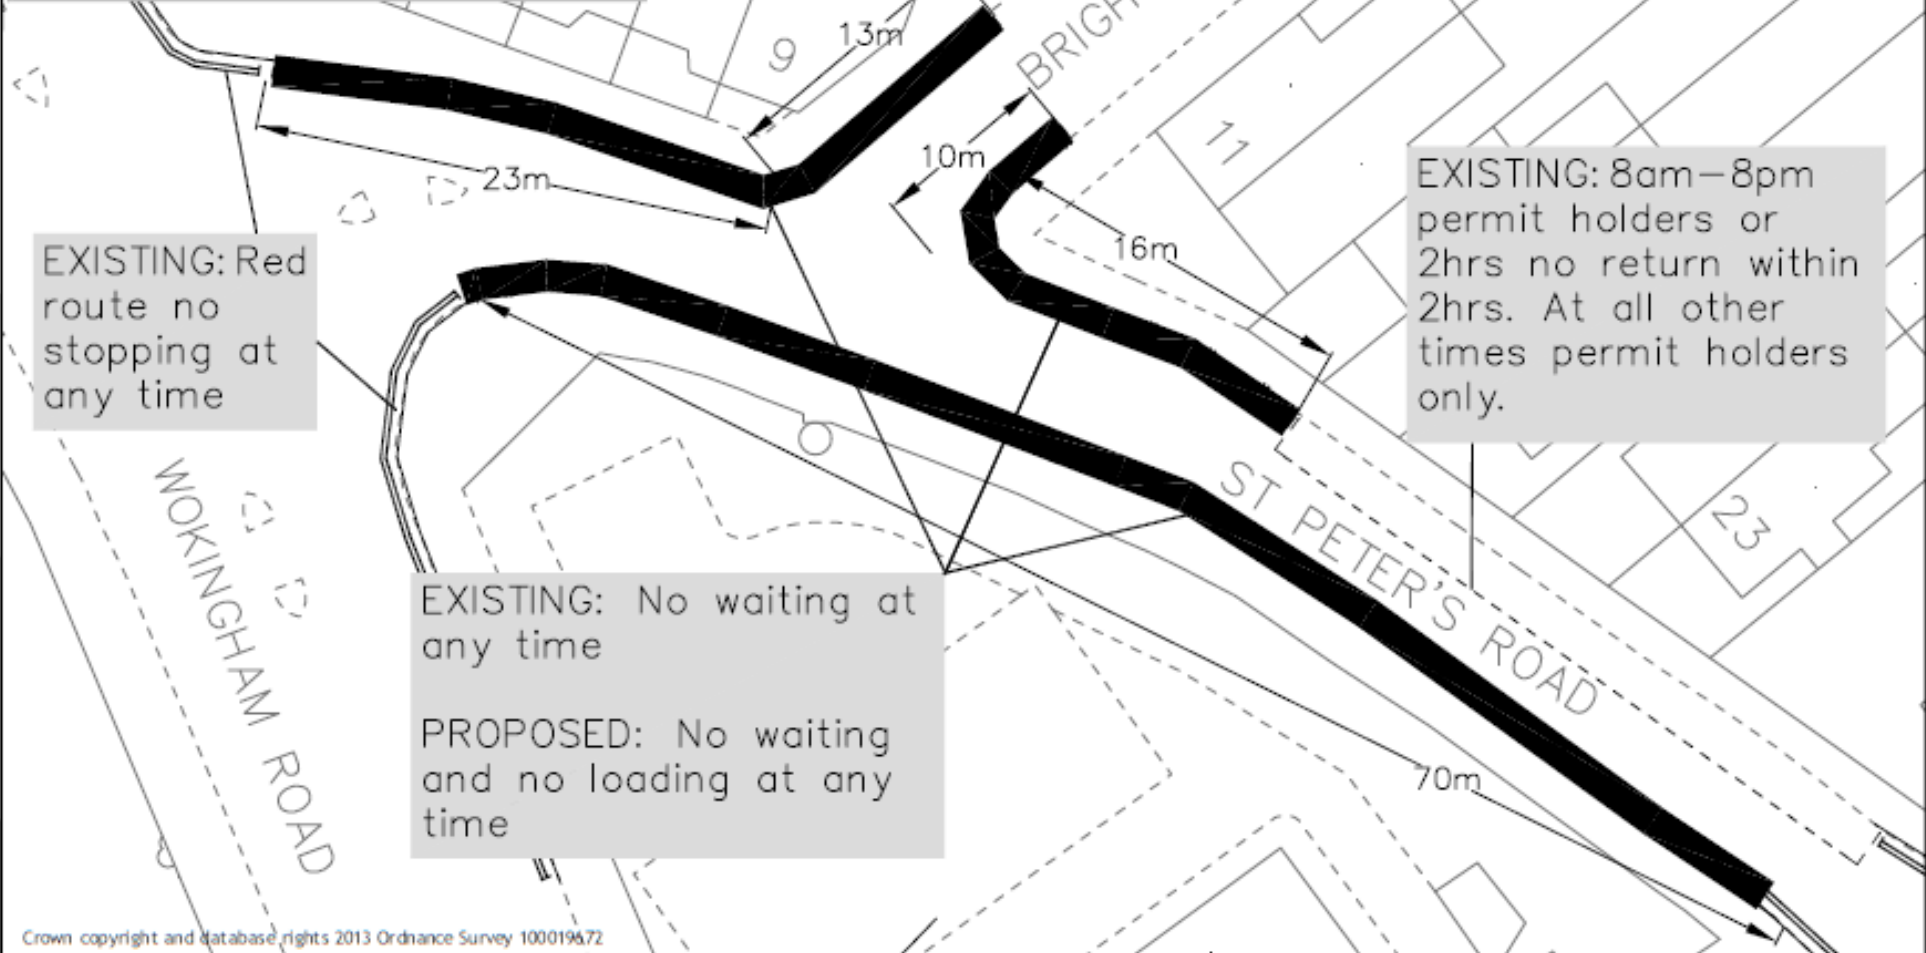 13m
9
BRIGH
11
10m
23m
16m
EXISTING: 8am-8pm
permit holders or
2hrs no return within
2hrs. At all other
times permit holders
only.
EXISTING: Red
route no
stopping at
any time
ST PETER'S ROAD
23
WOKINGHAM ROAD
EXISTING: No waiting at
any time
PROPOSED: No waiting
and no loading at any
time
70m
Crown copyright and database rights 2013 Ordnance Survey 100019672